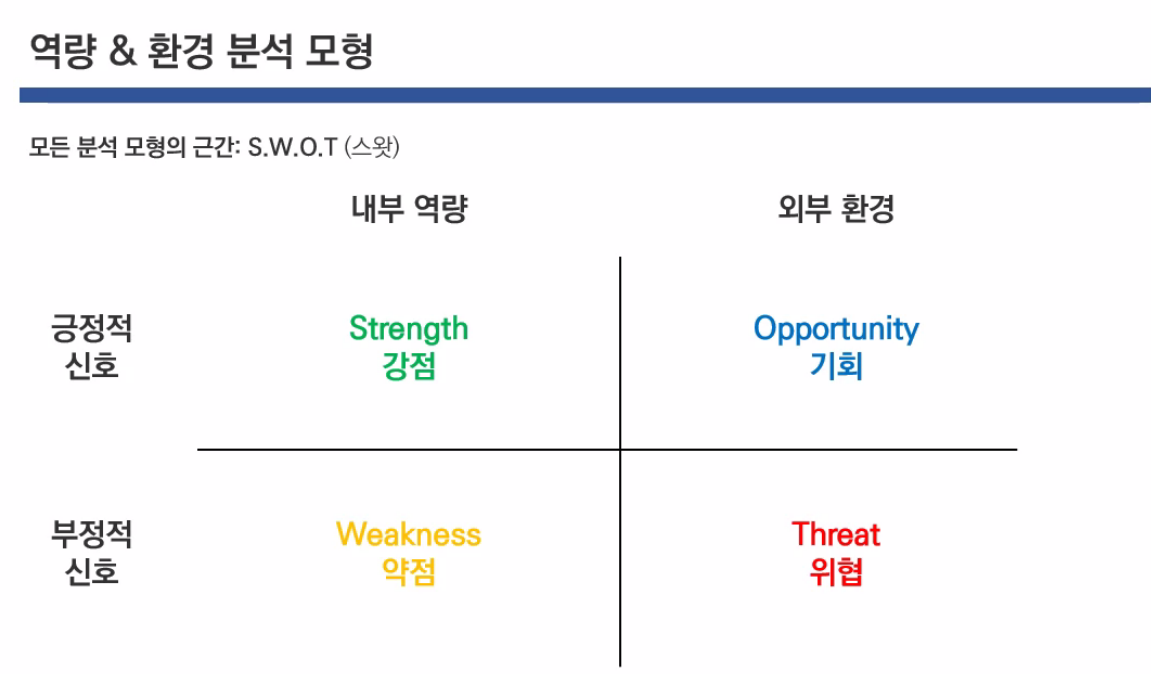 역량 & 환경 분석 모형
모든 분석 모형의 근간: S.W.O.T (스왓)
내부 역량
외부 환경
긍정적
신호
Strength
강점
Opportunity
기회
부정적
신호
Weakness
약점
Threat
위협